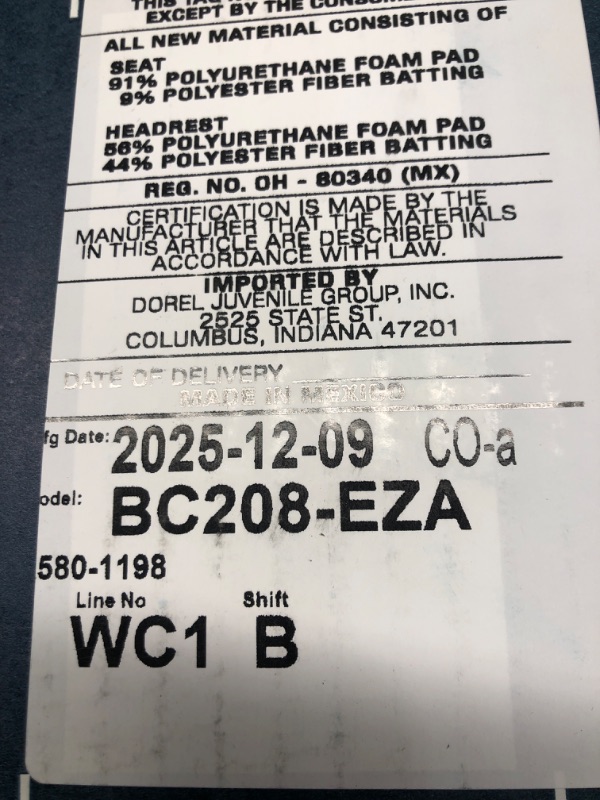 THIS TAG
EXCEPT BY THE CONSUMER
ALL NEW MATERIAL CONSISTING OF
SEAT
91% POLYURETHANE FOAM PAD
9% POLYESTER FIBER BATTING
HEADREST
56% POLYURETHANE FOAM PAD
44% POLYESTER FIBER BATTING
REG. NO. OH - 80340 (MX)
CERTIFICATION IS MADE BY THE
MANUFACTURER THAT THE MATERIALS
IN THIS ARTICLE ARE DESCRIBED IN
ACCORDANCE WITH LAW.
IMPORTED BY
DOREL JUVENILE GROUP, INC.
2525 STATE ST.
COLUMBUS, INDIANA 47201
DATE OF DELIVERY
MADE IN MEXICO
fg Date: 2025-12-09 CO-a
odel: BC208-EZA
580-1198
Line No Shift
WC1 B